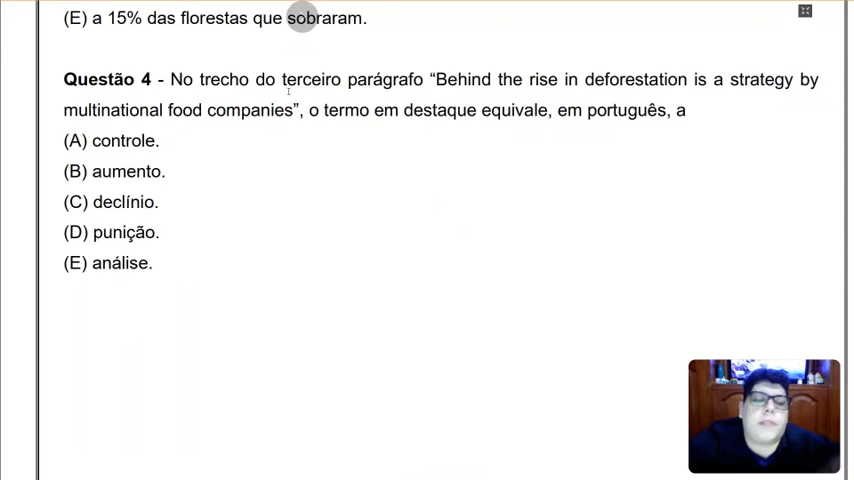 (E) a 15% das florestas que sobraram.
Questão 4 - No trecho do terceiro parágrafo “Behind the rise in deforestation is a strategy by
multinational food companies”, o termo em destaque equivale, em português, a
(A) controle.
(B) aumento.
(C) declínio.
(D) punição.
(E) análise.